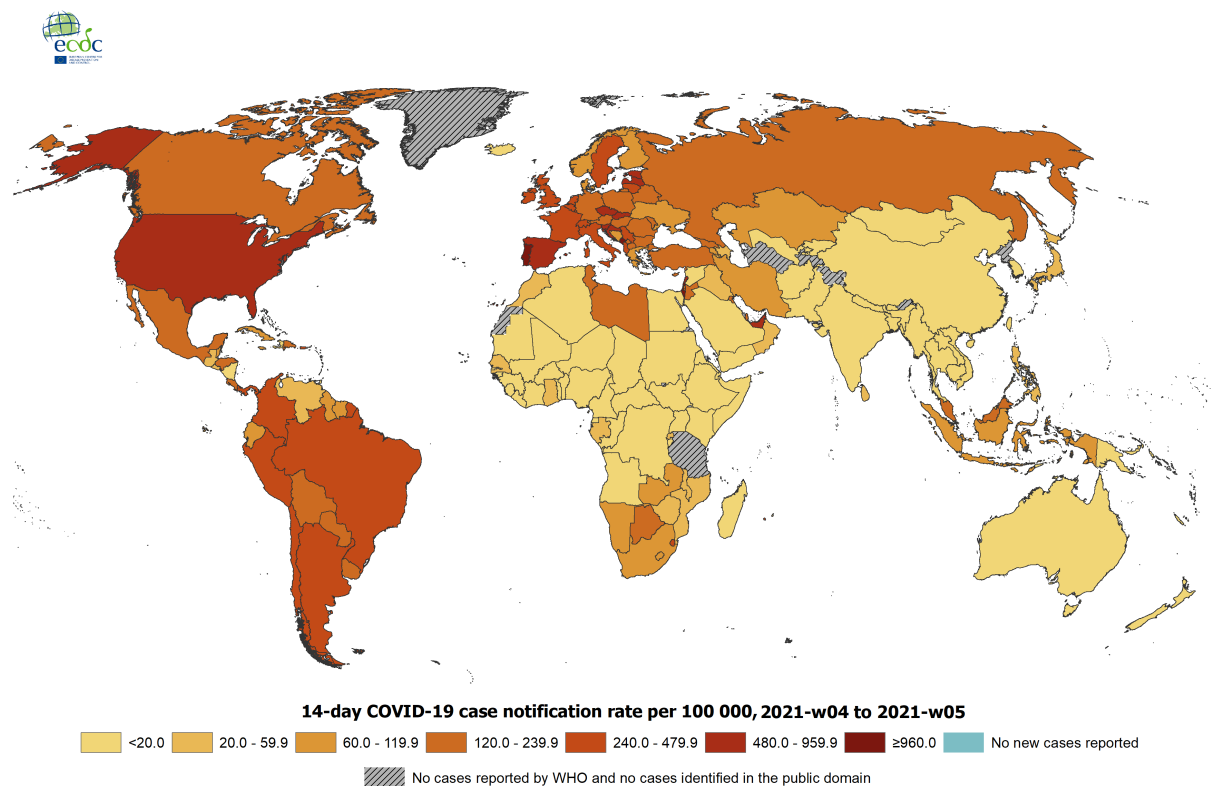 ecdc
14-day COVID-19 case notification rate per 100 000, 2021-w04 to 2021-w05
<20.0 20.0 - 59.9 60.0 - 119.9 120.0 - 239.9 240.0 - 479.9 480.0 - 959.9 ≥960.0 No new cases reported
No cases reported by WHO and no cases identified in the public domain